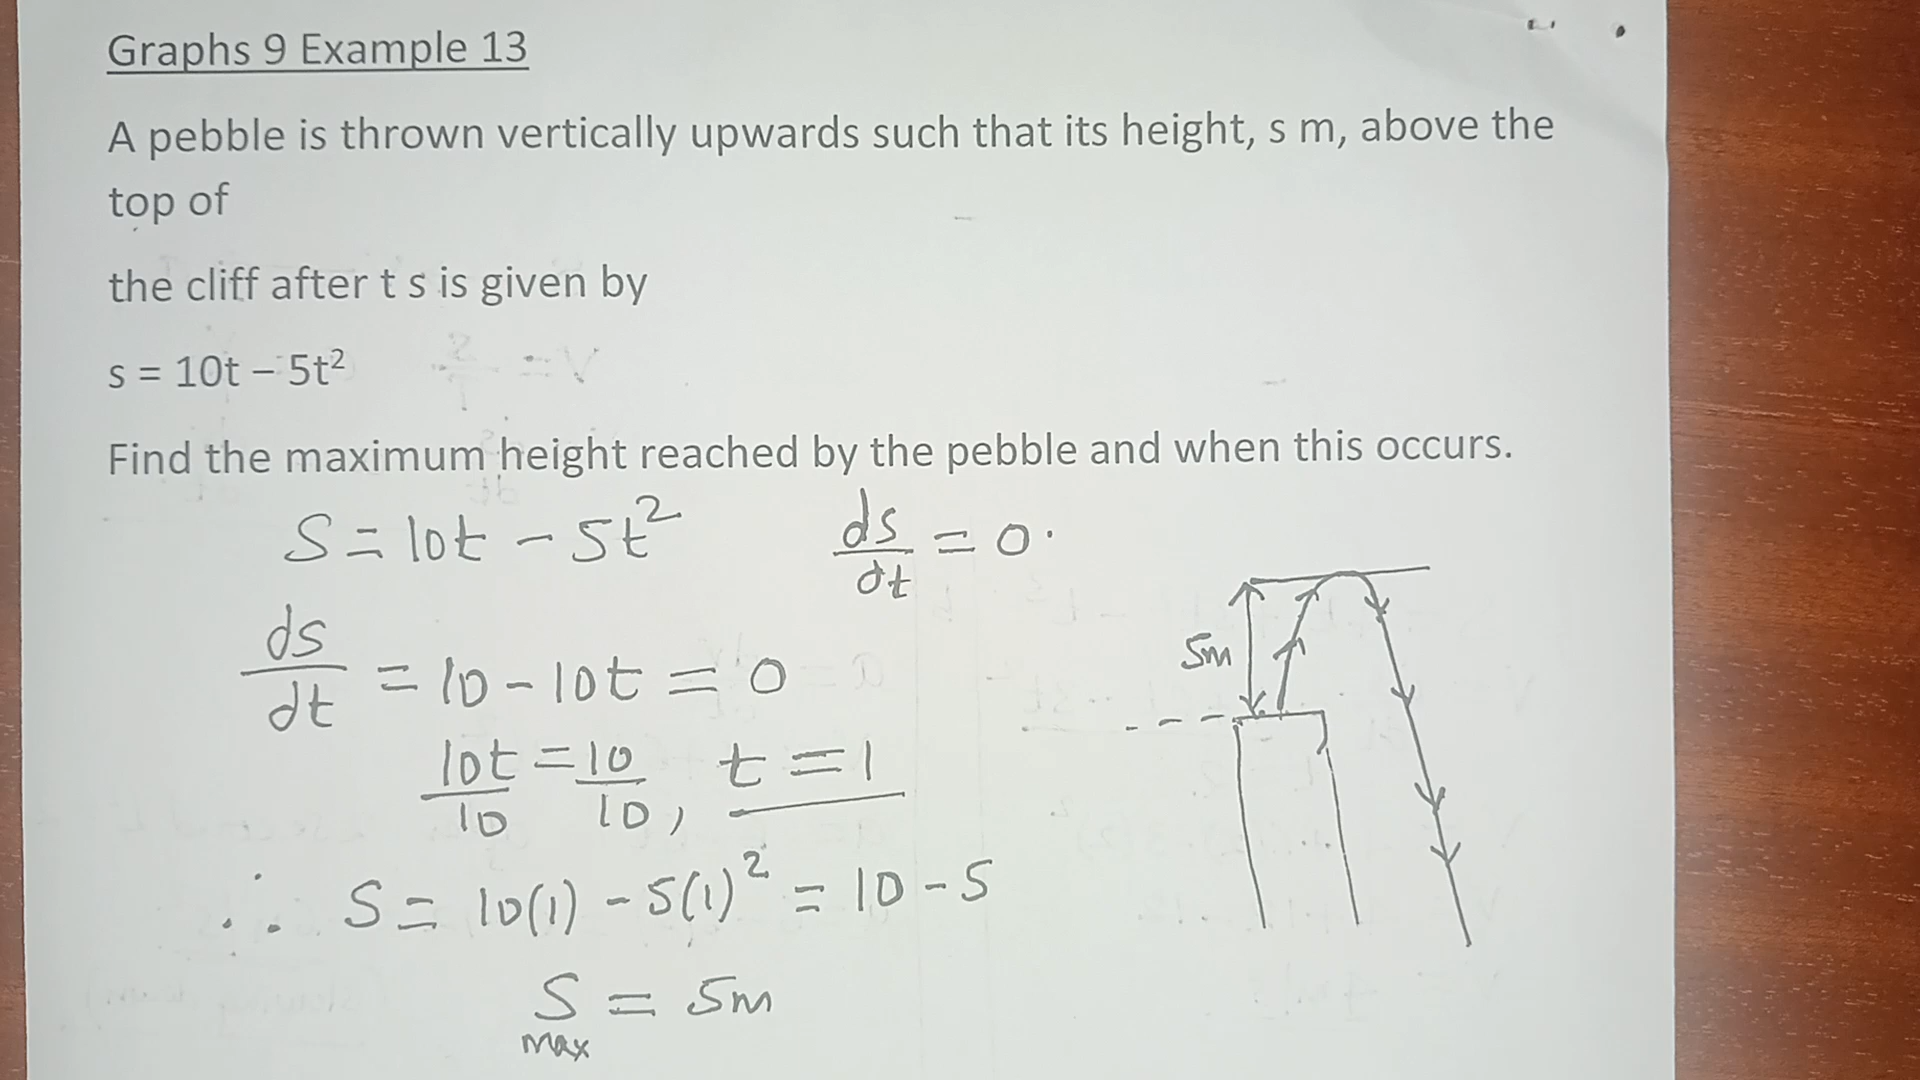 Graphs 9 Example 13
A pebble is thrown vertically upwards such that its height, s m, above the
top of
the cliff after t s is given by
s = 10t – 5t²
Find the maximum height reached by the pebble and when this occurs.
S = 10t - 5t² ds/dt = 0.
ds/dt = 10 - 10t = 0
10t/10 = 10/10, t = 1
∴ S = 10(1) - 5(1)² = 10 - 5
S max = 5m
5m